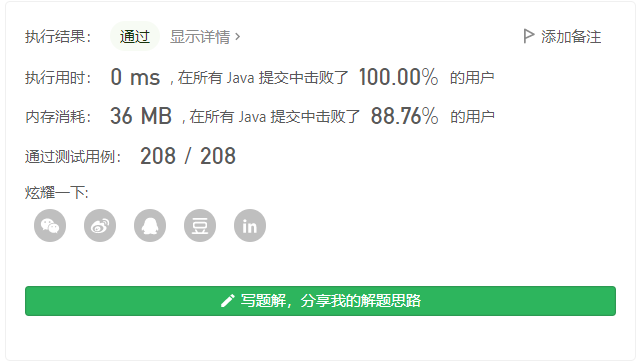 执行结果： 通过 显示详情 › 添加备注
执行用时： 0 ms , 在所有 Java 提交中击败了 100.00% 的用户
内存消耗： 36 MB , 在所有 Java 提交中击败了 88.76% 的用户
通过测试用例： 208 / 208
炫耀一下:
豆 in
写题解，分享我的解题思路